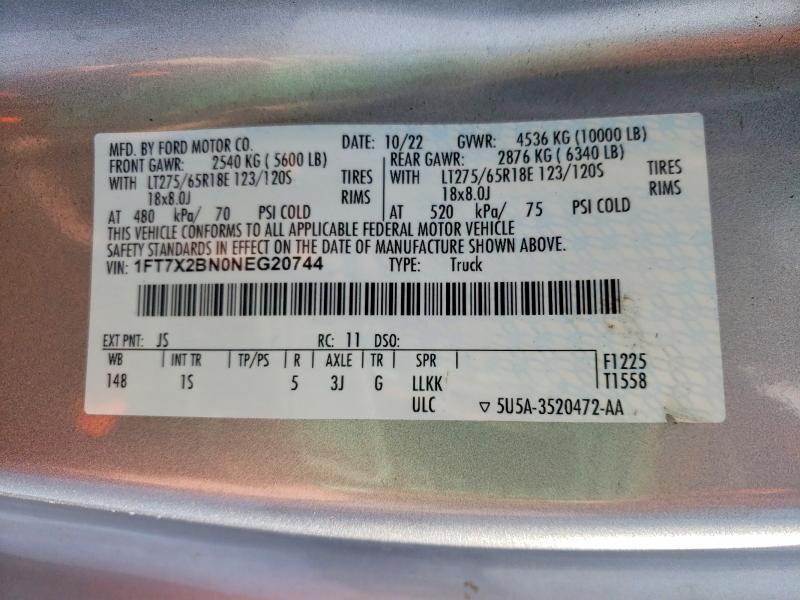 MFD. BY FORD MOTOR CO. DATE: 10/22 GVWR: 4536 KG (10000 LB)
FRONT GAWR: 2540 KG ( 5600 LB) REAR GAWR: 2876 KG ( 6340 LB)
WITH LT275/65R18E 123/120S TIRES WITH LT275/65R18E 123/120S TIRES
18x8.0J RIMS 18x8.0J RIMS
AT 480 kPa/ 70 PSI COLD AT 520 kPa/ 75 PSI COLD
THIS VEHICLE CONFORMS TO ALL APPLICABLE FEDERAL MOTOR VEHICLE
SAFETY STANDARDS IN EFFECT ON THE DATE OF MANUFACTURE SHOWN ABOVE.
VIN: 1FT7X2BN0NEG20744 TYPE: Truck
EXT PNT: JS RC: 11 DSO:
WB INT TR TP/PS R AXLE TR SPR F1225
148 1S 5 3J G LLKK T1558
ULC ▽ 5U5A-3520472-AA